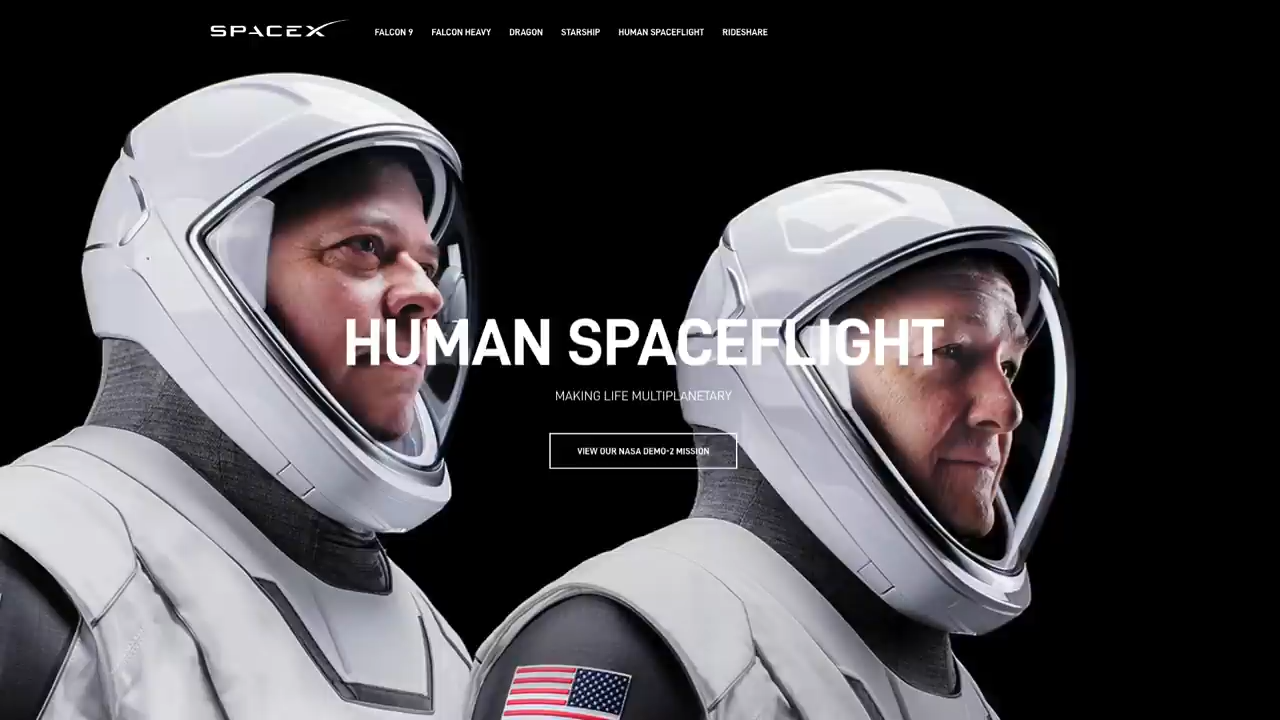 SPACEX
FALCON 9 FALCON HEAVY DRAGON STARSHIP HUMAN SPACEFLIGHT RIDESHARE
HUMAN SPACEFLIGHT
MAKING LIFE MULTIPLANETARY
VIEW OUR NASA DEMO-2 MISSION